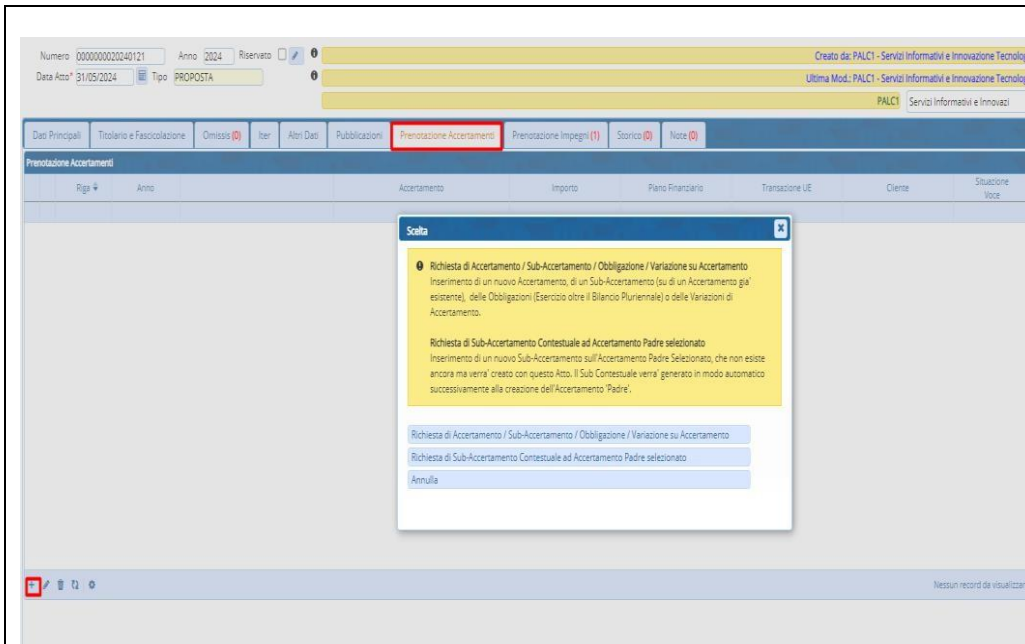 Numero 0000000020240121 Anno 2024 Riservato
Creato da: PALC1 - Servizi Informativi e Innovazione Tecnolog
Data Atto* 31/05/2024 Tipo PROPOSTA
Ultima Mod.: PALC1 - Servizi Informativi e Innovazione Tecnolog
PALC1 Servizi Informativi e Innovazi
Dati Principali Titolario e Fascicolazione Omissis (0) Iter Altri Dati Pubblicazioni Prenotazione Accertamenti Prenotazione Impegni (1) Storico (0) Note (0)
Prenotazione Accertamenti
Riga Anno Accertamento Importo Piano Finanziario Transazione UE Cliente Situazione Voce
Scelta
Richiesta di Accertamento / Sub-Accertamento / Obbligazione / Variazione su Accertamento
Inserimento di un nuovo Accertamento, di un Sub-Accertamento (su di un Accertamento gia'
esistente), delle Obbligazioni (Esercizio oltre il Bilancio Pluriennale) o delle Variazioni di
Accertamento.
Richiesta di Sub-Accertamento Contestuale ad Accertamento Padre selezionato
Inserimento di un nuovo Sub-Accertamento sull'Accertamento Padre Selezionato, che non esiste
ancora ma verra' creato con questo Atto. Il Sub Contestuale verra' generato in modo automatico
successivamente alla creazione dell'Accertamento 'Padre'.
Richiesta di Accertamento / Sub-Accertamento / Obbligazione / Variazione su Accertamento
Richiesta di Sub-Accertamento Contestuale ad Accertamento Padre selezionato
Annulla
Nessun record da visualizzar